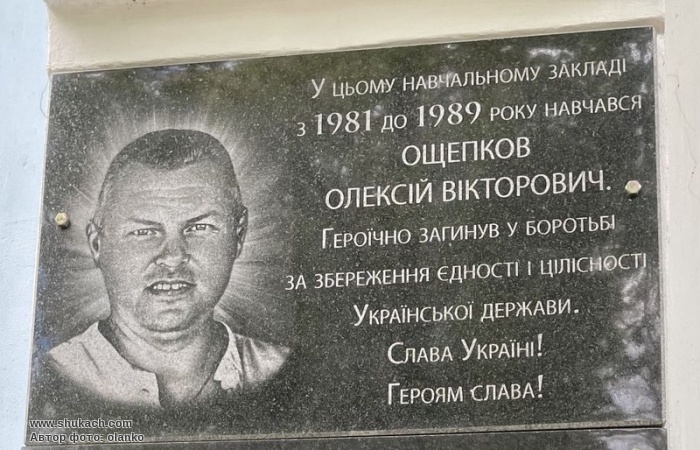 У цьому навчальному закладі
з 1981 до 1989 року навчався
ОЩЕПКОВ
ОЛЕКСІЙ ВІКТОРОВИЧ.
Героїчно загинув у боротьбі
за збереження єдності і цілісності
Української держави.
Слава Україні!
Героям слава!
www.shukach.com
Автор фото: olanko